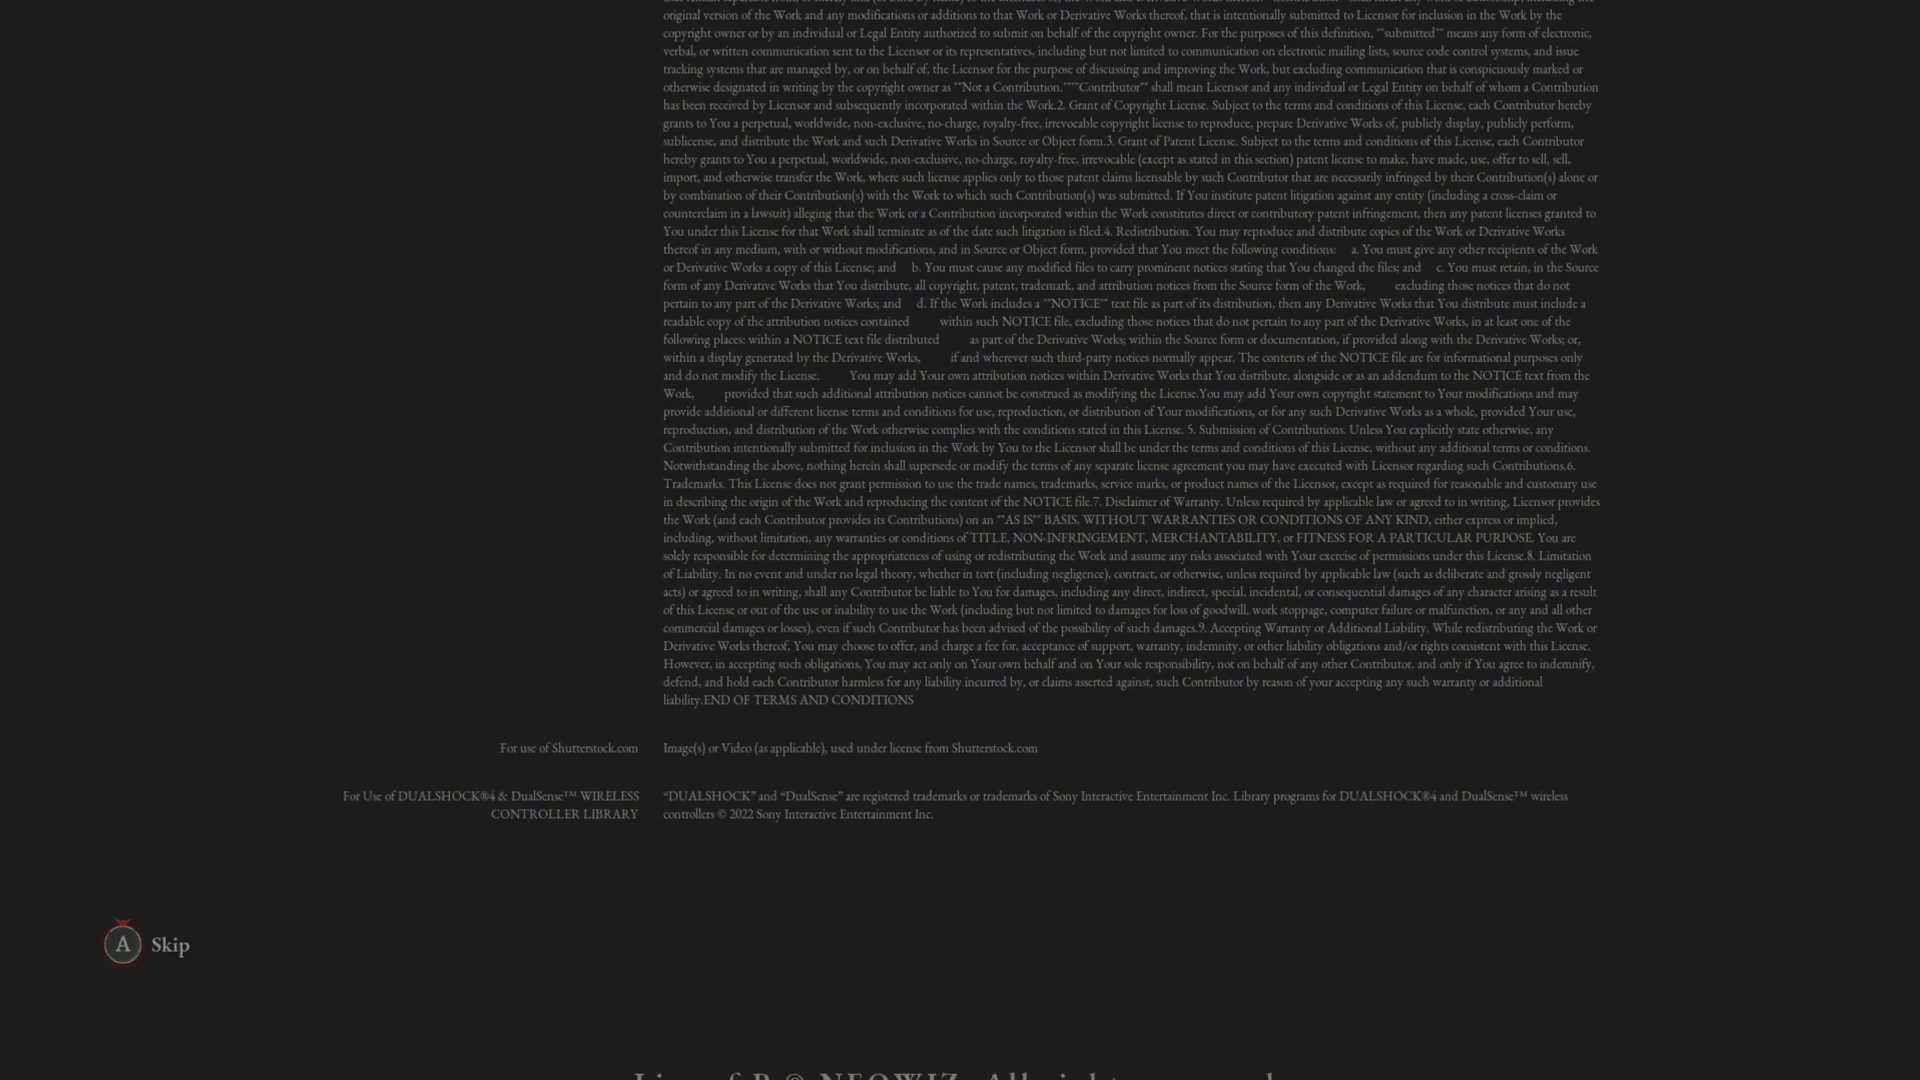 original version of the Work and any modifications or additions to that Work or Derivative Works thereof, that is intentionally submitted to Licensor for inclusion in the Work by the
copyright owner or by an individual or Legal Entity authorized to submit on behalf of the copyright owner. For the purposes of this definition, ""submitted"" means any form of electronic,
verbal, or written communication sent to the Licensor or its representatives, including but not limited to communication on electronic mailing lists, source code control systems, and issue
tracking systems that are managed by, or on behalf of, the Licensor for the purpose of discussing and improving the Work, but excluding communication that is conspicuously marked or
otherwise designated in writing by the copyright owner as ""Not a Contribution.""""Contributor"" shall mean Licensor and any individual or Legal Entity on behalf of whom a Contribution
has been received by Licensor and subsequently incorporated within the Work.2. Grant of Copyright License. Subject to the terms and conditions of this License, each Contributor hereby
grants to You a perpetual, worldwide, non-exclusive, no-charge, royalty-free, irrevocable copyright license to reproduce, prepare Derivative Works of, publicly display, publicly perform,
sublicense, and distribute the Work and such Derivative Works in Source or Object form.3. Grant of Patent License. Subject to the terms and conditions of this License, each Contributor
hereby grants to You a perpetual, worldwide, non-exclusive, no-charge, royalty-free, irrevocable (except as stated in this section) patent license to make, have made, use, offer to sell, sell,
import, and otherwise transfer the Work, where such license applies only to those patent claims licensable by such Contributor that are necessarily infringed by their Contribution(s) alone or
by combination of their Contribution(s) with the Work to which such Contribution(s) was submitted. If You institute patent litigation against any entity (including a cross-claim or
counterclaim in a lawsuit) alleging that the Work or a Contribution incorporated within the Work constitutes direct or contributory patent infringement, then any patent licenses granted to
You under this License for that Work shall terminate as of the date such litigation is filed.4. Redistribution. You may reproduce and distribute copies of the Work or Derivative Works
thereof in any medium, with or without modifications, and in Source or Object form, provided that You meet the following conditions: a. You must give any other recipients of the Work
or Derivative Works a copy of this License; and b. You must cause any modified files to carry prominent notices stating that You changed the files; and c. You must retain, in the Source
form of any Derivative Works that You distribute, all copyright, patent, trademark, and attribution notices from the Source form of the Work, excluding those notices that do not
pertain to any part of the Derivative Works; and d. If the Work includes a ""NOTICE"" text file as part of its distribution, then any Derivative Works that You distribute must include a
readable copy of the attribution notices contained within such NOTICE file, excluding those notices that do not pertain to any part of the Derivative Works, in at least one of the
following places: within a NOTICE text file distributed as part of the Derivative Works; within the Source form or documentation, if provided along with the Derivative Works; or,
within a display generated by the Derivative Works, if and wherever such third-party notices normally appear. The contents of the NOTICE file are for informational purposes only
and do not modify the License. You may add Your own attribution notices within Derivative Works that You distribute, alongside or as an addendum to the NOTICE text from the
Work, provided that such additional attribution notices cannot be construed as modifying the License.You may add Your own copyright statement to Your modifications and may
provide additional or different license terms and conditions for use, reproduction, or distribution of Your modifications, or for any such Derivative Works as a whole, provided Your use,
reproduction, and distribution of the Work otherwise complies with the conditions stated in this License. 5. Submission of Contributions. Unless You explicitly state otherwise, any
Contribution intentionally submitted for inclusion in the Work by You to the Licensor shall be under the terms and conditions of this License, without any additional terms or conditions.
Notwithstanding the above, nothing herein shall supersede or modify the terms of any separate license agreement you may have executed with Licensor regarding such Contributions.6.
Trademarks. This License does not grant permission to use the trade names, trademarks, service marks, or product names of the Licensor, except as required for reasonable and customary use
in describing the origin of the Work and reproducing the content of the NOTICE file.7. Disclaimer of Warranty. Unless required by applicable law or agreed to in writing, Licensor provides
the Work (and each Contributor provides its Contributions) on an ""AS IS"" BASIS, WITHOUT WARRANTIES OR CONDITIONS OF ANY KIND, either express or implied,
including, without limitation, any warranties or conditions of TITLE, NON-INFRINGEMENT, MERCHANTABILITY, or FITNESS FOR A PARTICULAR PURPOSE. You are
solely responsible for determining the appropriateness of using or redistributing the Work and assume any risks associated with Your exercise of permissions under this License.8. Limitation
of Liability. In no event and under no legal theory, whether in tort (including negligence), contract, or otherwise, unless required by applicable law (such as deliberate and grossly negligent
acts) or agreed to in writing, shall any Contributor be liable to You for damages, including any direct, indirect, special, incidental, or consequential damages of any character arising as a result
of this License or out of the use or inability to use the Work (including but not limited to damages for loss of goodwill, work stoppage, computer failure or malfunction, or any and all other
commercial damages or losses), even if such Contributor has been advised of the possibility of such damages.9. Accepting Warranty or Additional Liability. While redistributing the Work or
Derivative Works thereof, You may choose to offer, and charge a fee for, acceptance of support, warranty, indemnity, or other liability obligations and/or rights consistent with this License.
However, in accepting such obligations, You may act only on Your own behalf and on Your sole responsibility, not on behalf of any other Contributor, and only if You agree to indemnify,
defend, and hold each Contributor harmless for any liability incurred by, or claims asserted against, such Contributor by reason of your accepting any such warranty or additional
liability.END OF TERMS AND CONDITIONS
For use of Shutterstock.com
Image(s) or Video (as applicable), used under license from Shutterstock.com
For Use of DUALSHOCK®4 & DualSense™ WIRELESS
CONTROLLER LIBRARY
“DUALSHOCK” and “DualSense” are registered trademarks or trademarks of Sony Interactive Entertainment Inc. Library programs for DUALSHOCK®4 and DualSense™ wireless
controllers © 2022 Sony Interactive Entertainment Inc.
A Skip